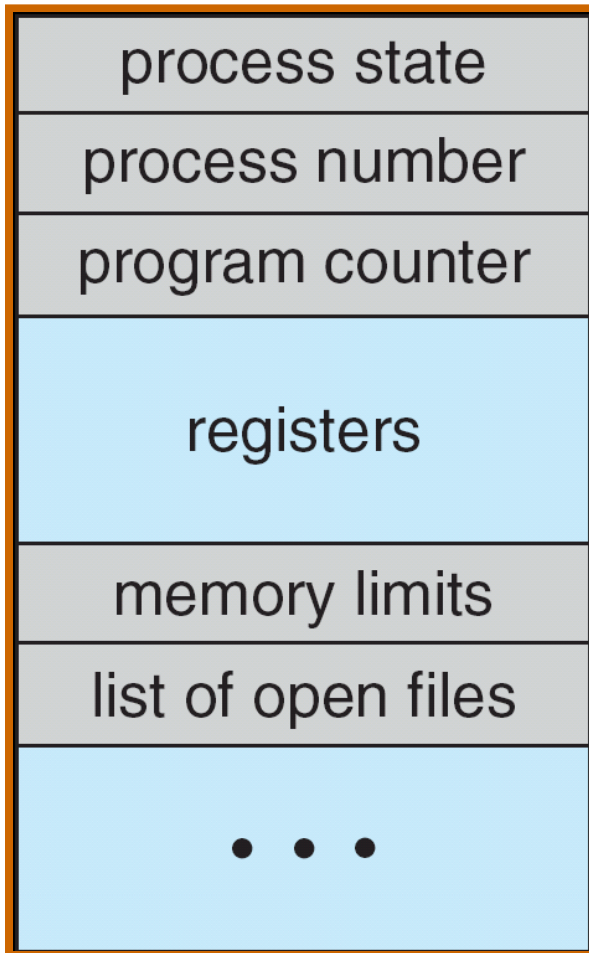 process state
process number
program counter
registers
memory limits
list of open files
• • •